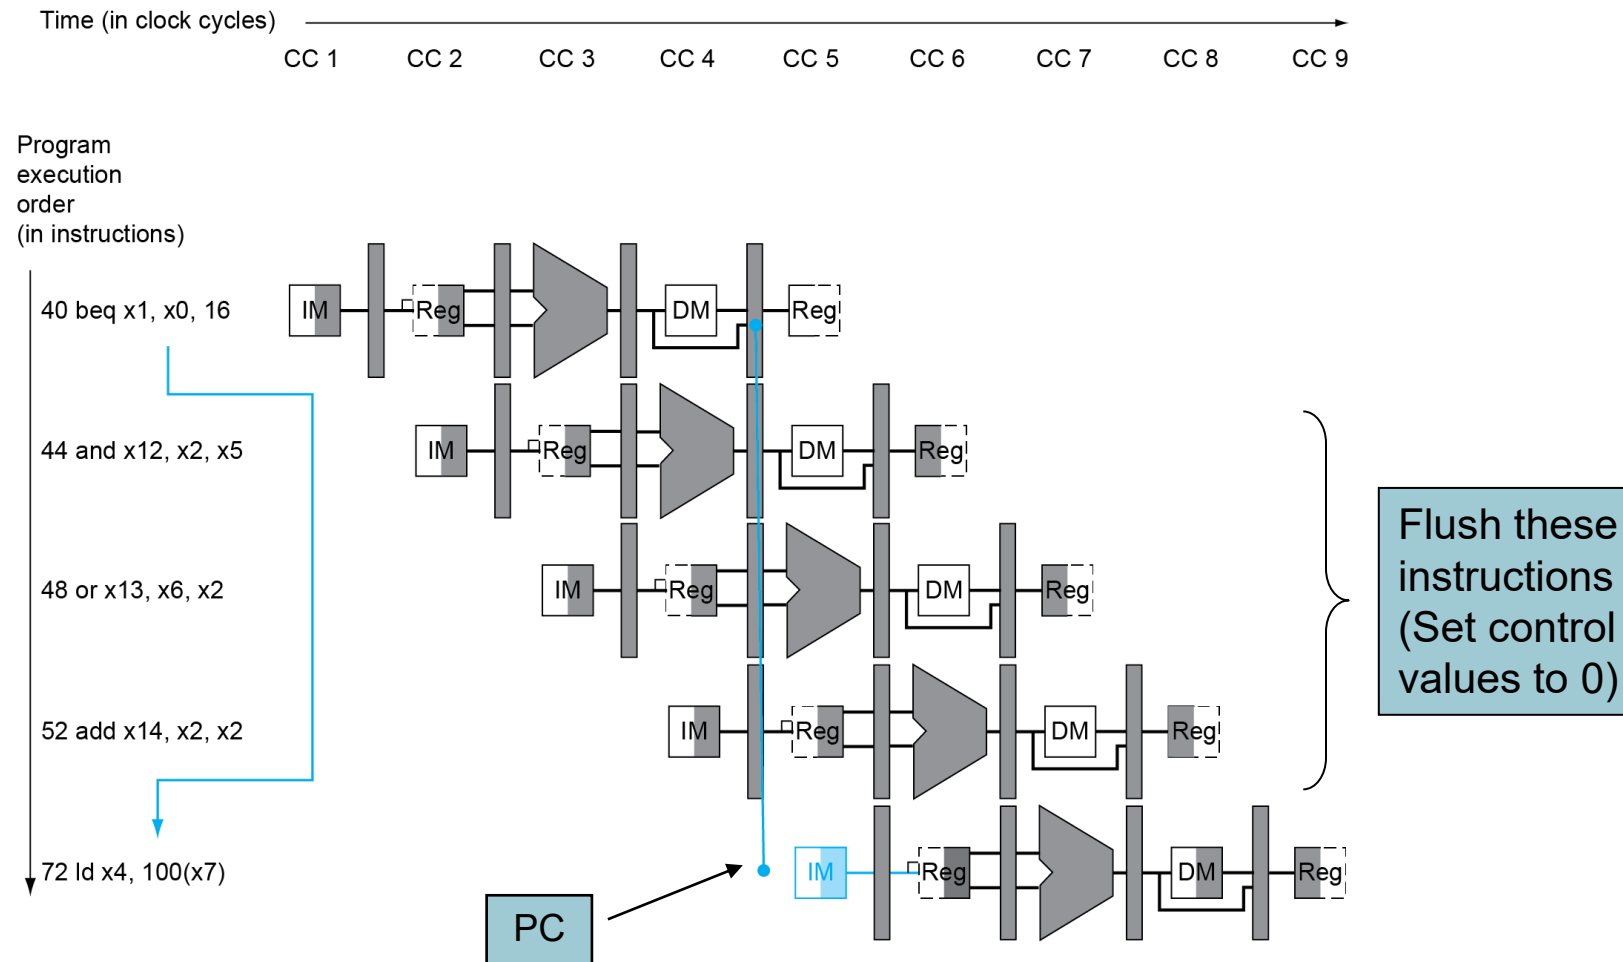 Time (in clock cycles)
CC 1 CC 2 CC 3 CC 4 CC 5 CC 6 CC 7 CC 8 CC 9
Program
execution
order
(in instructions)
40 beq x1, x0, 16
IM Reg DM Reg
44 and x12, x2, x5
IM Reg DM Reg
48 or x13, x6, x2
IM Reg DM Reg
52 add x14, x2, x2
IM Reg DM Reg
72 ld x4, 100(x7)
IM Reg DM Reg
PC
Flush these
instructions
(Set control
values to 0)